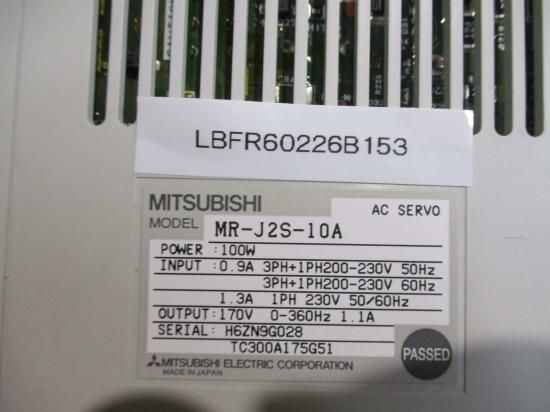 LBFR60226B153
MITSUBISHI
AC SERVO
MODEL MR-J2S-10A
POWER :100W
INPUT :0.9A 3PH+1PH200-230V 50Hz
3PH+1PH200-230V 60Hz
1.3A 1PH 230V 50/60Hz
OUTPUT:170V 0-360Hz 1.1A
SERIAL: H6ZN9G028
TC300A175G51
PASSED
MITSUBISHI ELECTRIC CORPORATION
MADE IN JAPAN